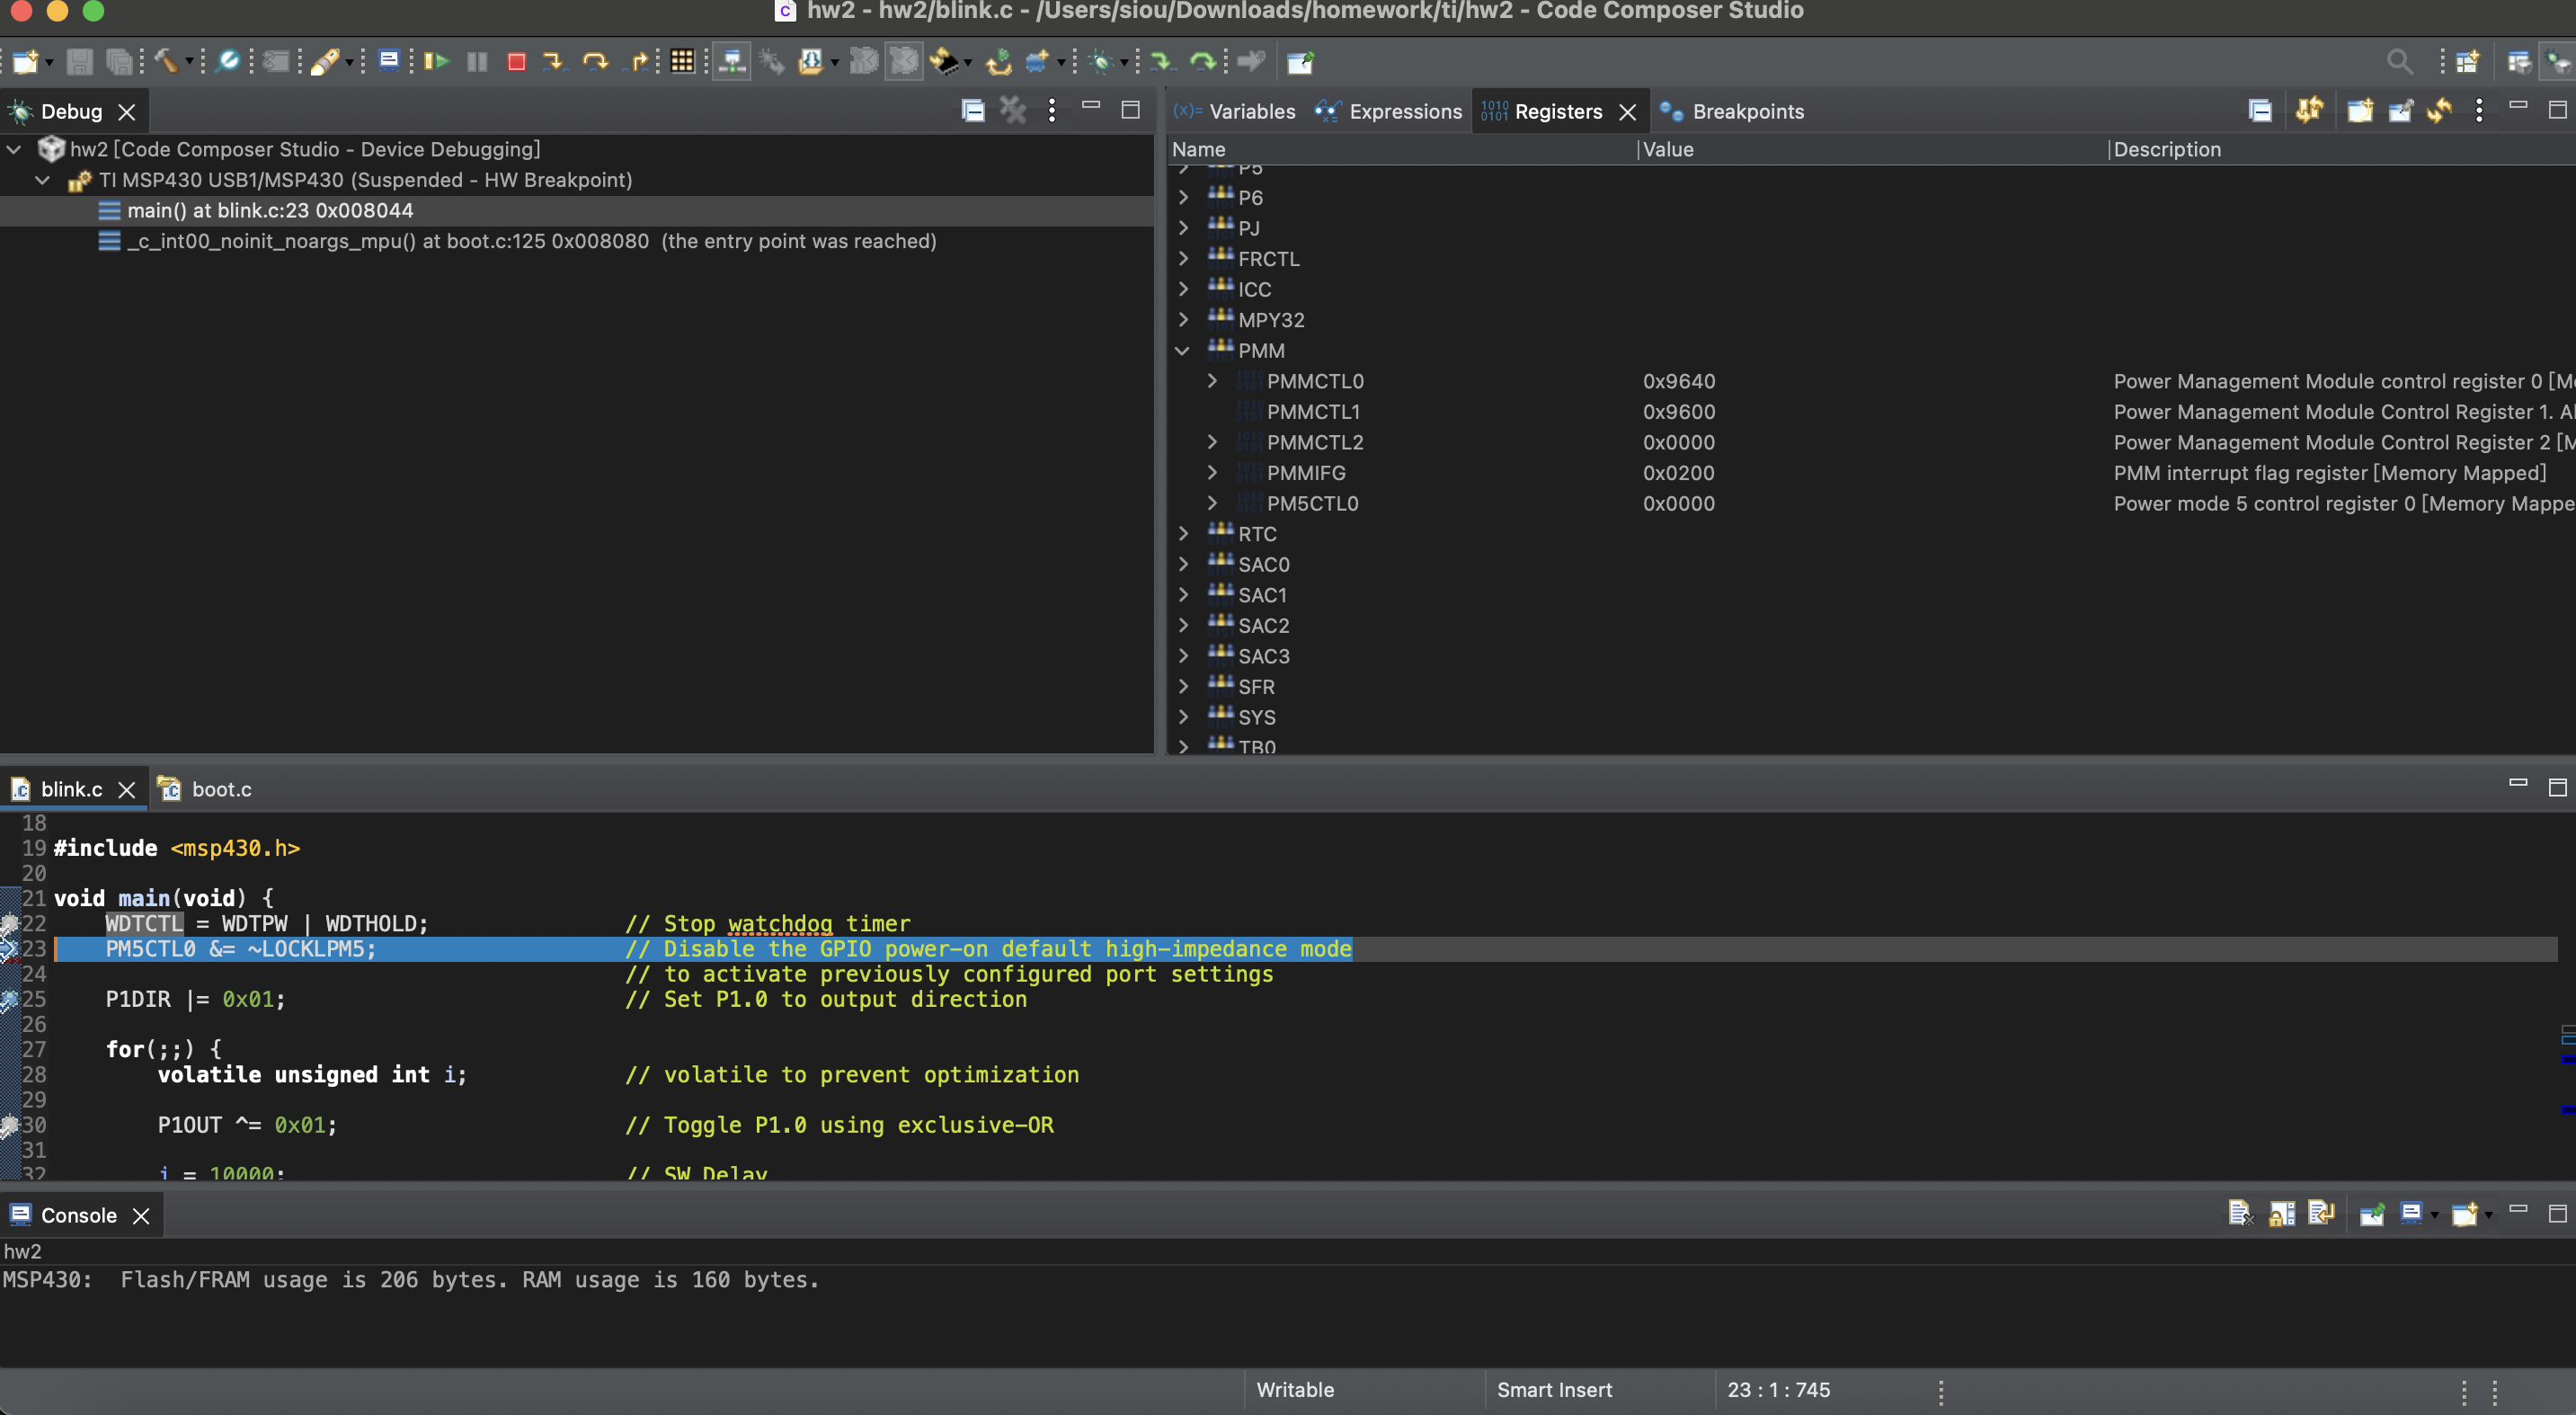 hw2 - hw2/blink.c - /Users/siou/Downloads/homework/ti/hw2 - Code Composer Studio
Debug
hw2 [Code Composer Studio - Device Debugging]
TI MSP430 USB1/MSP430 (Suspended - HW Breakpoint)
main() at blink.c:23 0x008044
_c_int00_noinit_noargs_mpu() at boot.c:125 0x008080  (the entry point was reached)
(x)= Variables Expressions Registers Breakpoints
Name Value Description
P5
P6
PJ
FRCTL
ICC
MPY32
PMM
PMMCTL0 0x9640 Power Management Module control register 0 [M
PMMCTL1 0x9600 Power Management Module Control Register 1. A
PMMCTL2 0x0000 Power Management Module Control Register 2 [M
PMMIFG 0x0200 PMM interrupt flag register [Memory Mapped]
PM5CTL0 0x0000 Power mode 5 control register 0 [Memory Mappe
RTC
SAC0
SAC1
SAC2
SAC3
SFR
SYS
TB0
blink.c boot.c
18
19 #include <msp430.h>
20
21 void main(void) {
22 WDTCTL = WDTPW | WDTHOLD; // Stop watchdog timer
23 PM5CTL0 &= ~LOCKLPM5; // Disable the GPIO power-on default high-impedance mode
24 // to activate previously configured port settings
25 P1DIR |= 0x01; // Set P1.0 to output direction
26
27 for(;;) {
28 volatile unsigned int i; // volatile to prevent optimization
29
30 P1OUT ^= 0x01; // Toggle P1.0 using exclusive-OR
31
32 i = 10000; // SW Delay
Console
hw2
MSP430:  Flash/FRAM usage is 206 bytes. RAM usage is 160 bytes.
Writable Smart Insert 23 : 1 : 745